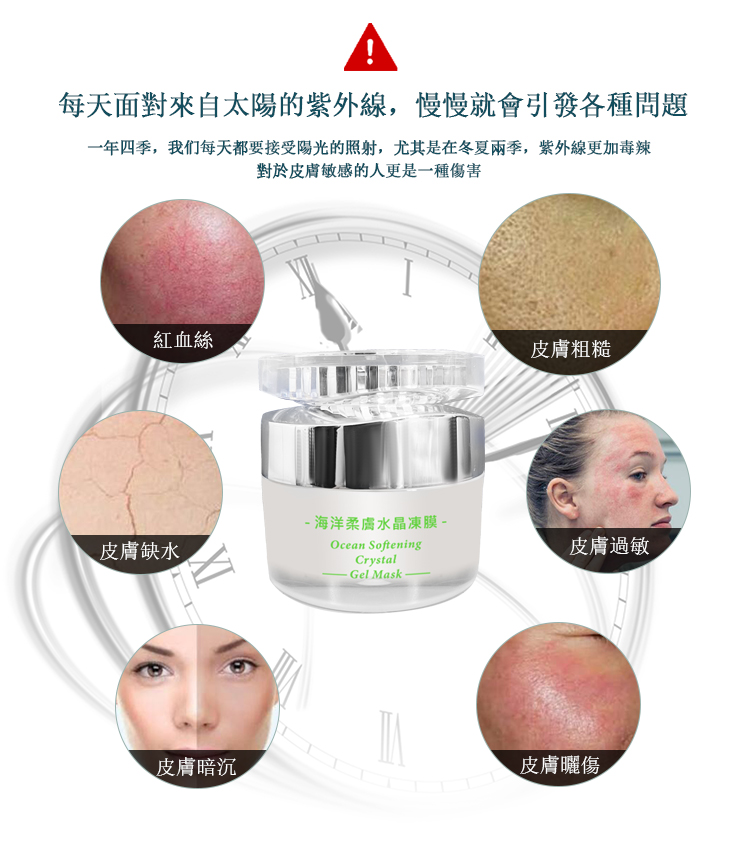 每天面對來自太陽的紫外線，慢慢就會引發各種問題
一年四季，我们每天都要接受陽光的照射，尤其是在冬夏兩季，紫外線更加毒辣
對於皮膚敏感的人更是一種傷害
XII
I
紅血絲
皮膚粗糙
- 海洋柔膚水晶凍膜 -
Ocean Softening
Crystal
Gel Mask
皮膚缺水
皮膚過敏
XI
VIII
VII
皮膚暗沉
皮膚曬傷